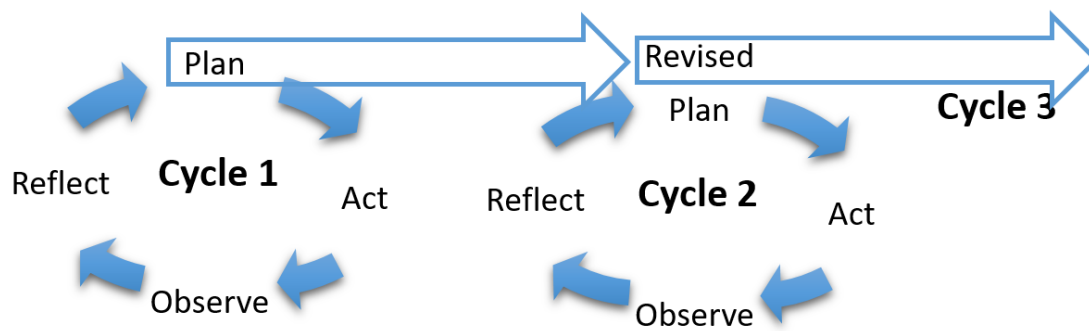 Plan
Cycle 1
Reflect
Act
Observe
Revised
Plan
Cycle 2
Reflect
Act
Observe
Cycle 3